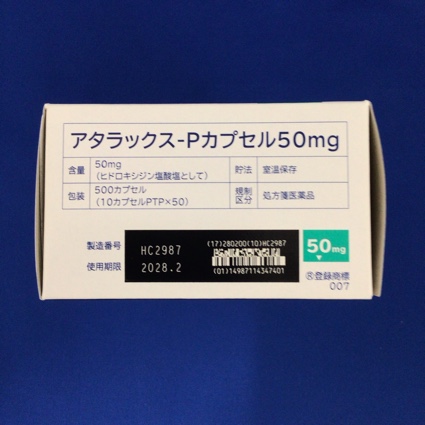 アタラックス-Pカプセル50mg
含量 50mg
（ヒドロキシジン塩酸塩として） 貯法 室温保存
包装 500カプセル
（10カプセルPTP×50） 規制区分 処方箋医薬品
製造番号 HC2987
使用期限 2028.2
(17)280200(10)HC2987
(01)14987114347401
50mg
®登録商標
007